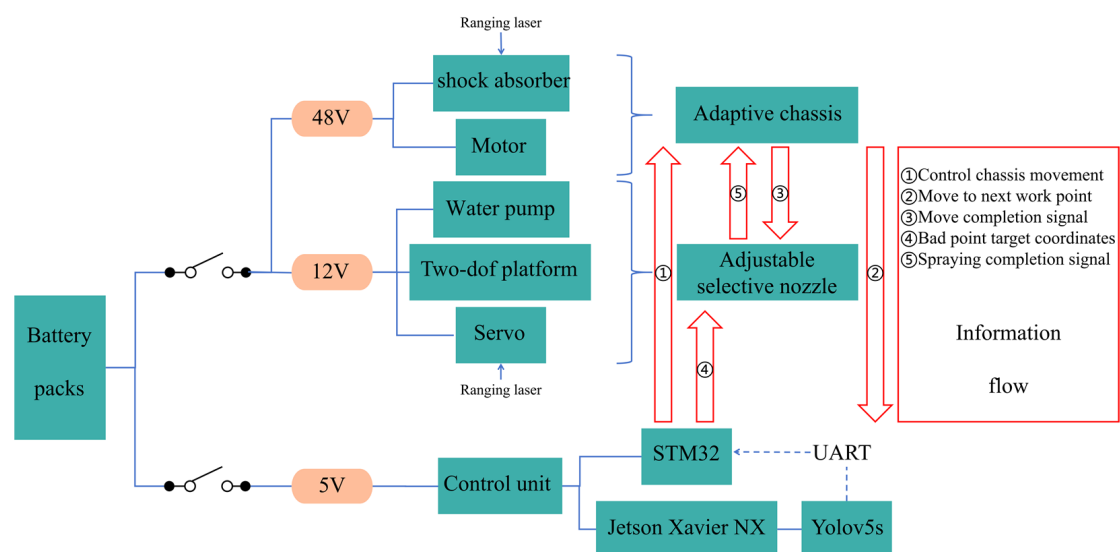 Ranging laser
shock absorber
48V
Motor
Adaptive chassis
Water pump
12V
Two-dof platform
Adjustable
selective nozzle
Servo
Ranging laser
Battery
packs
①
⑤
③
②
④
①Control chassis movement
②Move to next work point
③Move completion signal
④Bad point target coordinates
⑤Spraying completion signal
Information
flow
STM32
UART
5V
Control unit
Jetson Xavier NX
Yolov5s